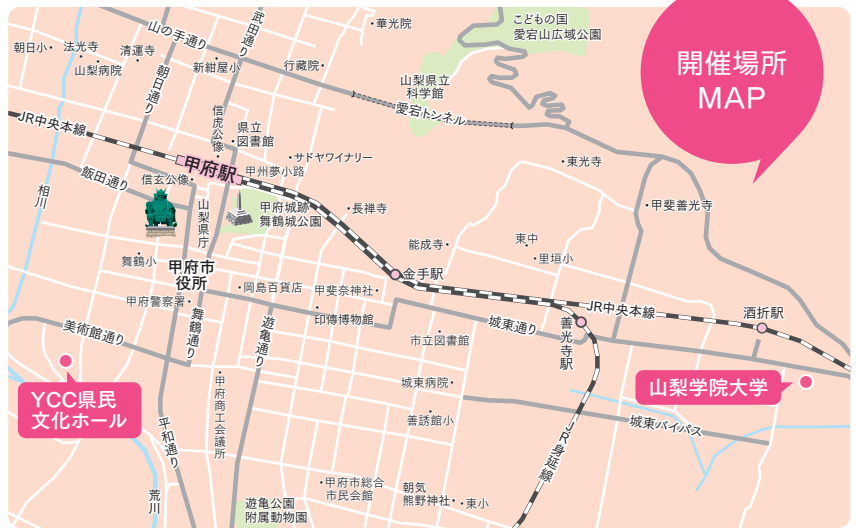 開催場所
MAP
こどもの国
愛宕山広域公園
華光院
武田通り
山の手通り
朝日小
法光寺
清運寺
山梨病院
新紺屋小
行蔵院
朝日通り
山梨県立
科学館
愛宕トンネル
JR中央本線
信虎公像
県立
図書館
サドヤワイナリー
甲州夢小路
甲府駅
東光寺
飯田通り
信玄公像
相川
山梨県庁
甲府城跡
舞鶴城公園
長禅寺
甲斐善光寺
能成寺
東中
里垣小
舞鶴小
甲府市
役所
金手駅
岡島百貨店
甲斐奈神社
甲府警察署
舞鶴通り
印傳博物館
JR中央本線
酒折駅
美術館通り
遊亀通り
城東通り
善光寺駅
市立図書館
YCC県民
文化ホール
甲府商工会議所
城東病院
山梨学院大学
善誘館小
平和通り
城東バイパス
JR身延線
甲府市総合
市民会館
朝気
熊野神社
東小
荒川
遊亀公園
附属動物園